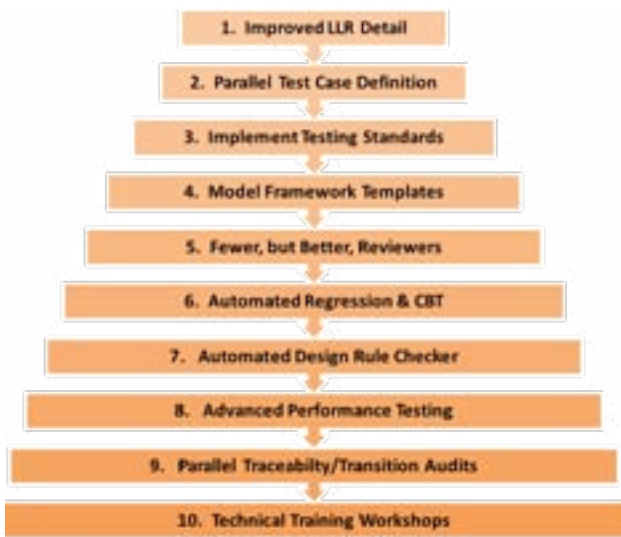 1. Improved LLR Detail
2. Parallel Test Case Definition
3. Implement Testing Standards
4. Model Framework Templates
5. Fewer, but Better, Reviewers
6. Automated Regression & CBT
7. Automated Design Rule Checker
8. Advanced Performance Testing
9. Parallel Traceabilty/Transition Audits
10. Technical Training Workshops